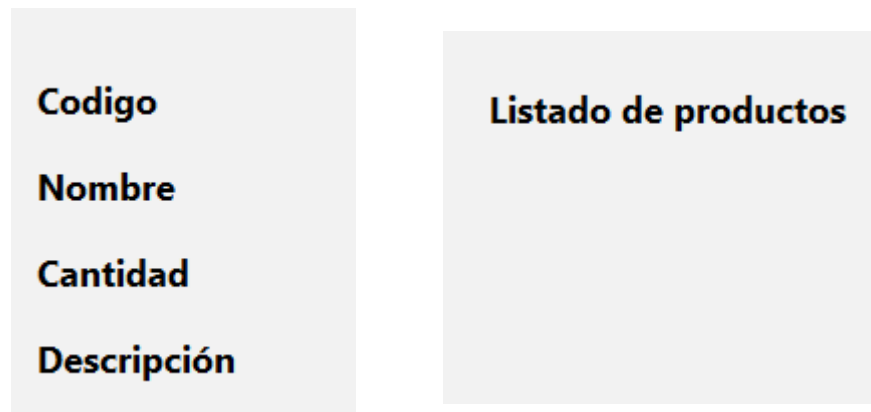 Codigo
Nombre
Cantidad
Descripción
Listado de productos